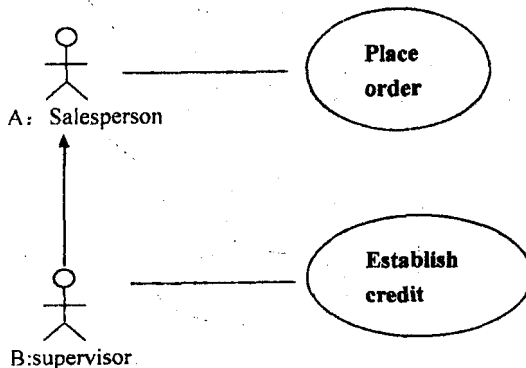 Place
order
A: Salesperson
Establish
credit
B:supervisor